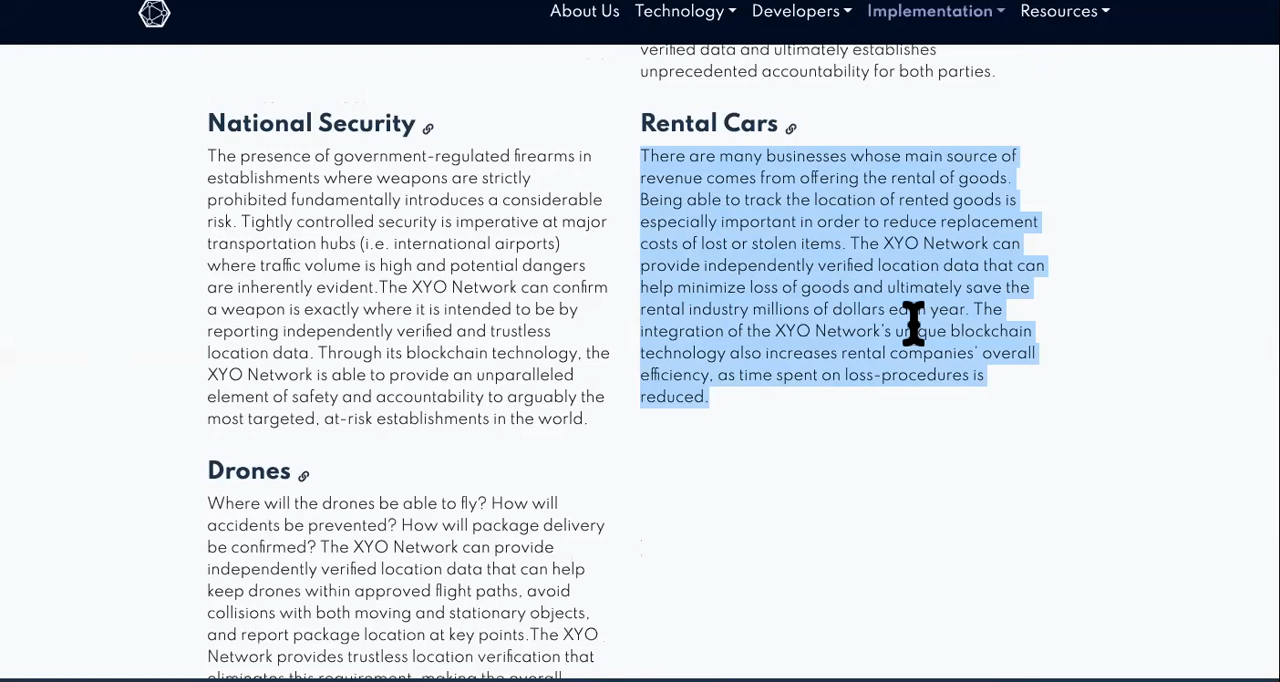 About Us Technology Developers Implementation Resources
verified data and ultimately establishes
unprecedented accountability for both parties.
National Security
The presence of government-regulated firearms in
establishments where weapons are strictly
prohibited fundamentally introduces a considerable
risk. Tightly controlled security is imperative at major
transportation hubs (i.e. international airports)
where traffic volume is high and potential dangers
are inherently evident.The XYO Network can confirm
a weapon is exactly where it is intended to be by
reporting independently verified and trustless
location data. Through its blockchain technology, the
XYO Network is able to provide an unparalleled
element of safety and accountability to arguably the
most targeted, at-risk establishments in the world.
Rental Cars
There are many businesses whose main source of
revenue comes from offering the rental of goods.
Being able to track the location of rented goods is
especially important in order to reduce replacement
costs of lost or stolen items. The XYO Network can
provide independently verified location data that can
help minimize loss of goods and ultimately save the
rental industry millions of dollars each year. The
integration of the XYO Network's unique blockchain
technology also increases rental companies' overall
efficiency, as time spent on loss-procedures is
reduced.
Drones
Where will the drones be able to fly? How will
accidents be prevented? How will package delivery
be confirmed? The XYO Network can provide
independently verified location data that can help
keep drones within approved flight paths, avoid
collisions with both moving and stationary objects,
and report package location at key points.The XYO
Network provides trustless location verification that
eliminates this requirement, making the overall